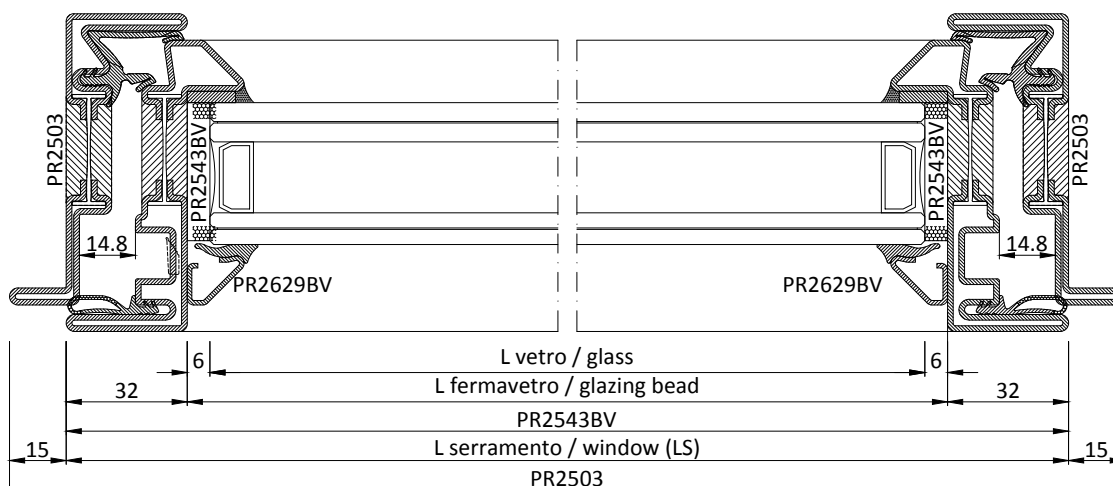 PR2503
PR2543BV
PR2543BV
PR2503
14.8
14.8
PR2629BV
PR2629BV
6
L vetro / glass
6
32
L fermavetro / glazing bead
32
PR2543BV
15
L serramento / window (LS)
15
PR2503